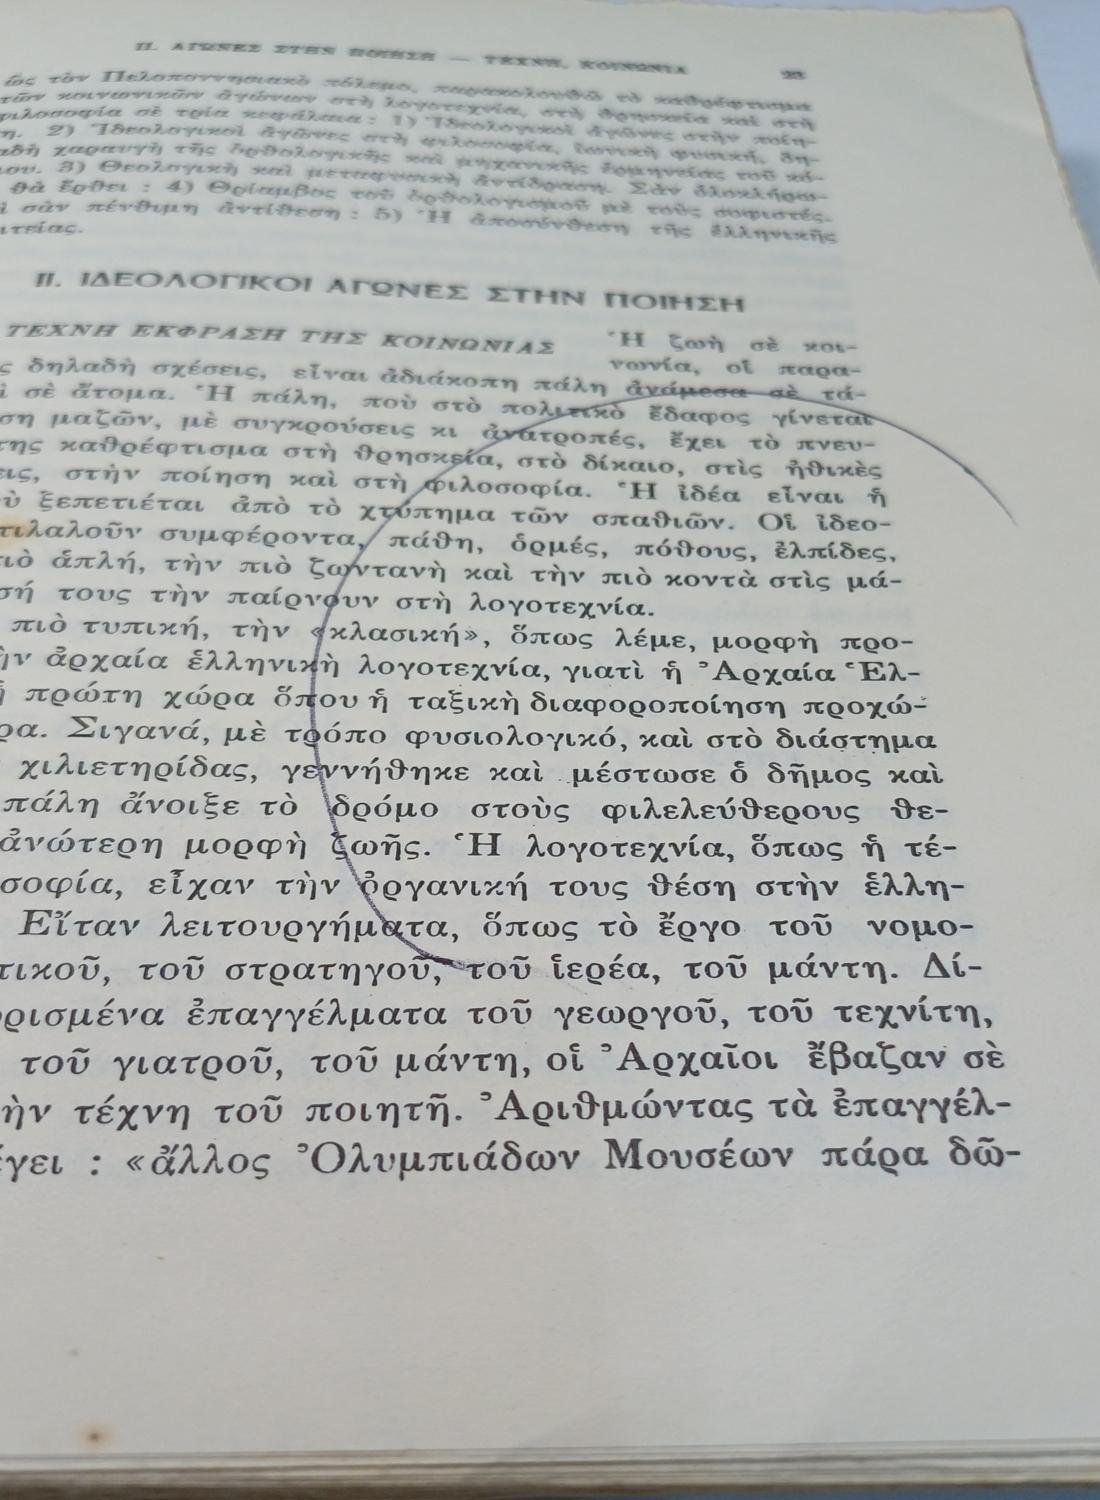 II. ΑΓΩΝΕΣ ΣΤΗΝ ΠΟΙΗΣΗ — ΤΕΧΝΗ, ΚΟΙΝΩΝΙΑ
ὣς τὸν Πελοποννησιακὸ πόλεμο, παρακολουθῶ τὸ καθρέφτισμα
τῶν κοινωνικῶν ἀγώνων στὴ λογοτεχνία, στὴ θρησκεία καὶ στὴ
φιλοσοφία σὲ τρία κεφάλαια : 1) Ἰδεολογικοὶ ἀγῶνες στὴν ποίη-
η. 2) Ἰδεολογικοὶ ἀγῶνες στὴ φιλοσοφία, ἰωνικὴ φυσική, δη-
αδὴ χαραυγὴ τῆς ὀρθολογικῆς καὶ μηχανικῆς ἑρμηνείας τοῦ κό-
ου. 3) Θεολογικὴ καὶ μεταφυσικὴ ἀντίδραση. Σὰν ὁλοκλήρω-
θὰ ἔρθει : 4) Θρίαμβος τοῦ ὀρθολογισμοῦ μὲ τοὺς σοφιστές.
ὶ σὰν πένθιμη ἀντίθεση : 5) Ἡ ἀποσύνθεση τῆς ἑλληνικῆς
ιτείας.
II. ΙΔΕΟΛΟΓΙΚΟΙ ΑΓΩΝΕΣ ΣΤΗΝ ΠΟΙΗΣΗ
ΤΕΧΝΗ ΕΚΦΡΑΣΗ ΤΗΣ ΚΟΙΝΩΝΙΑΣ Ἡ ζωὴ σὲ κοι-
νωνία, οἱ παρα-
ς δηλαδὴ σχέσεις, εἶναι ἀδιάκοπη πάλη ἀνάμεσα σὲ τά-
ὶ σὲ ἄτομα. Ἡ πάλη, ποὺ στὸ πολιτικὸ ἔδαφος γίνεται
ση μαζῶν, μὲ συγκρούσεις κι ἀνατροπές, ἔχει τὸ πνευ-
της καθρέφτισμα στὴ θρησκεία, στὸ δίκαιο, στὶς ἠθικὲς
εις, στὴν ποίηση καὶ στὴ φιλοσοφία. Ἡ ἰδέα εἶναι ἡ
ὺ ξεπετιέται ἀπὸ τὸ χτύπημα τῶν σπαθιῶν. Οἱ ἰδεο-
τιλαλοῦν συμφέροντα, πάθη, ὁρμές, πόθους, ἐλπίδες,
ιὸ ἁπλή, τὴν πιὸ ζωντανὴ καὶ τὴν πιὸ κοντὰ στὶς μά-
σή τους τὴν παίρνουν στὴ λογοτεχνία.
πιὸ τυπική, τὴν «κλασική», ὅπως λέμε, μορφὴ προ-
ὴν ἀρχαία ἑλληνικὴ λογοτεχνία, γιατὶ ἡ Ἀρχαία Ἑλ-
ἡ πρώτη χώρα ὅπου ἡ ταξικὴ διαφοροποίηση προχώ-
ρα. Σιγανά, μὲ τρόπο φυσιολογικό, καὶ στὸ διάστημα
χιλιετηρίδας, γεννήθηκε καὶ μέστωσε ὁ δῆμος καὶ
πάλη ἄνοιξε τὸ δρόμο στοὺς φιλελεύθερους θε-
ἀνώτερη μορφὴ ζωῆς. Ἡ λογοτεχνία, ὅπως ἡ τέ-
σοφία, εἶχαν τὴν ὀργανική τους θέση στὴν ἑλλη-
Εἴταν λειτουργήματα, ὅπως τὸ ἔργο τοῦ νομο-
τικοῦ, τοῦ στρατηγοῦ, τοῦ ἱερέα, τοῦ μάντη. Δί-
ρισμένα ἐπαγγέλματα τοῦ γεωργοῦ, τοῦ τεχνίτη,
τοῦ γιατροῦ, τοῦ μάντη, οἱ Ἀρχαῖοι ἔβαζαν σὲ
ὴν τέχνη τοῦ ποιητῆ. Ἀριθμώντας τὰ ἐπαγγέλ-
έγει : «ἄλλος Ὀλυμπιάδων Μουσέων πάρα δῶ-